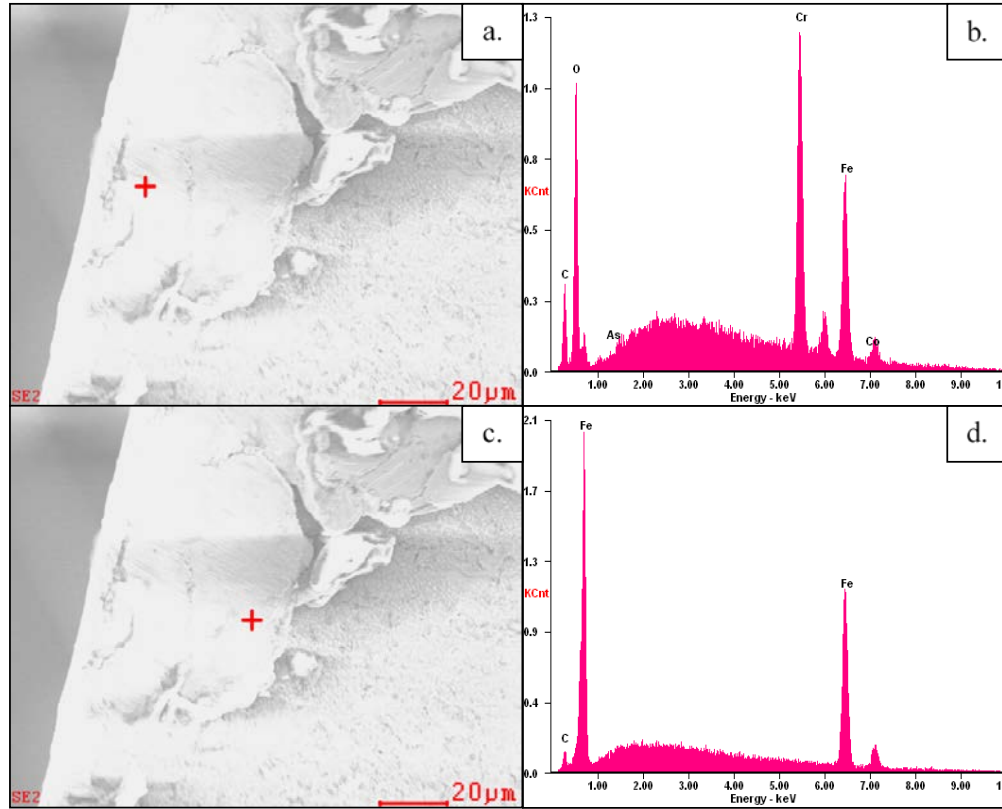 a.
SE2
20µm
b.
1.3
1.0
0.8
KCnt
0.5
0.3
0.0
C
O
As
Cr
Fe
Co
1.00 2.00 3.00 4.00 5.00 6.00 7.00 8.00 9.00 1
Energy - keV
c.
SE2
20µm
d.
2.1
1.7
1.3
KCnt
0.9
0.4
0.0
C
Fe
Fe
1.00 2.00 3.00 4.00 5.00 6.00 7.00 8.00 9.00 1
Energy - keV